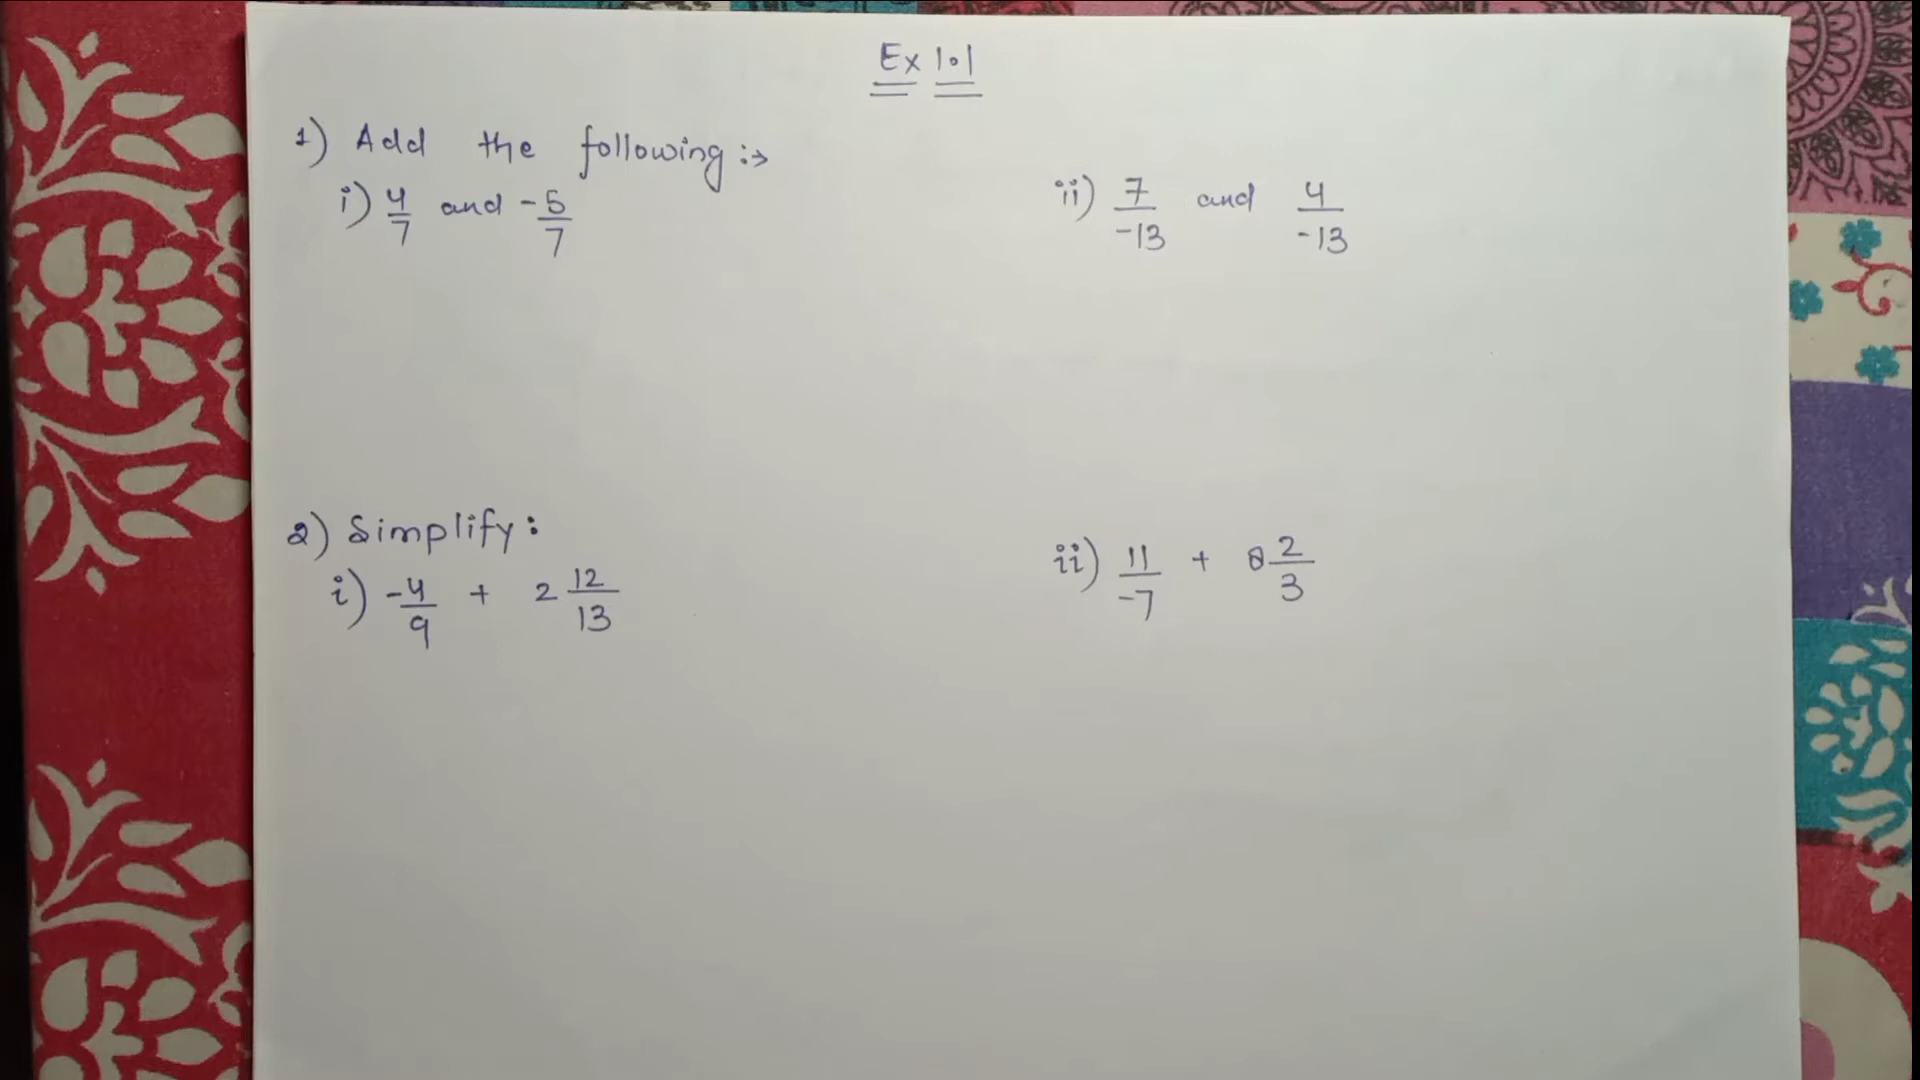 Ex 1.1
1) Add the following :→
i) 4/7 and -5/7
ii) 7/-13 and 4/-13
2) Simplify :
i) -4/9 + 2 12/13
ii) 11/-7 + 8 2/3